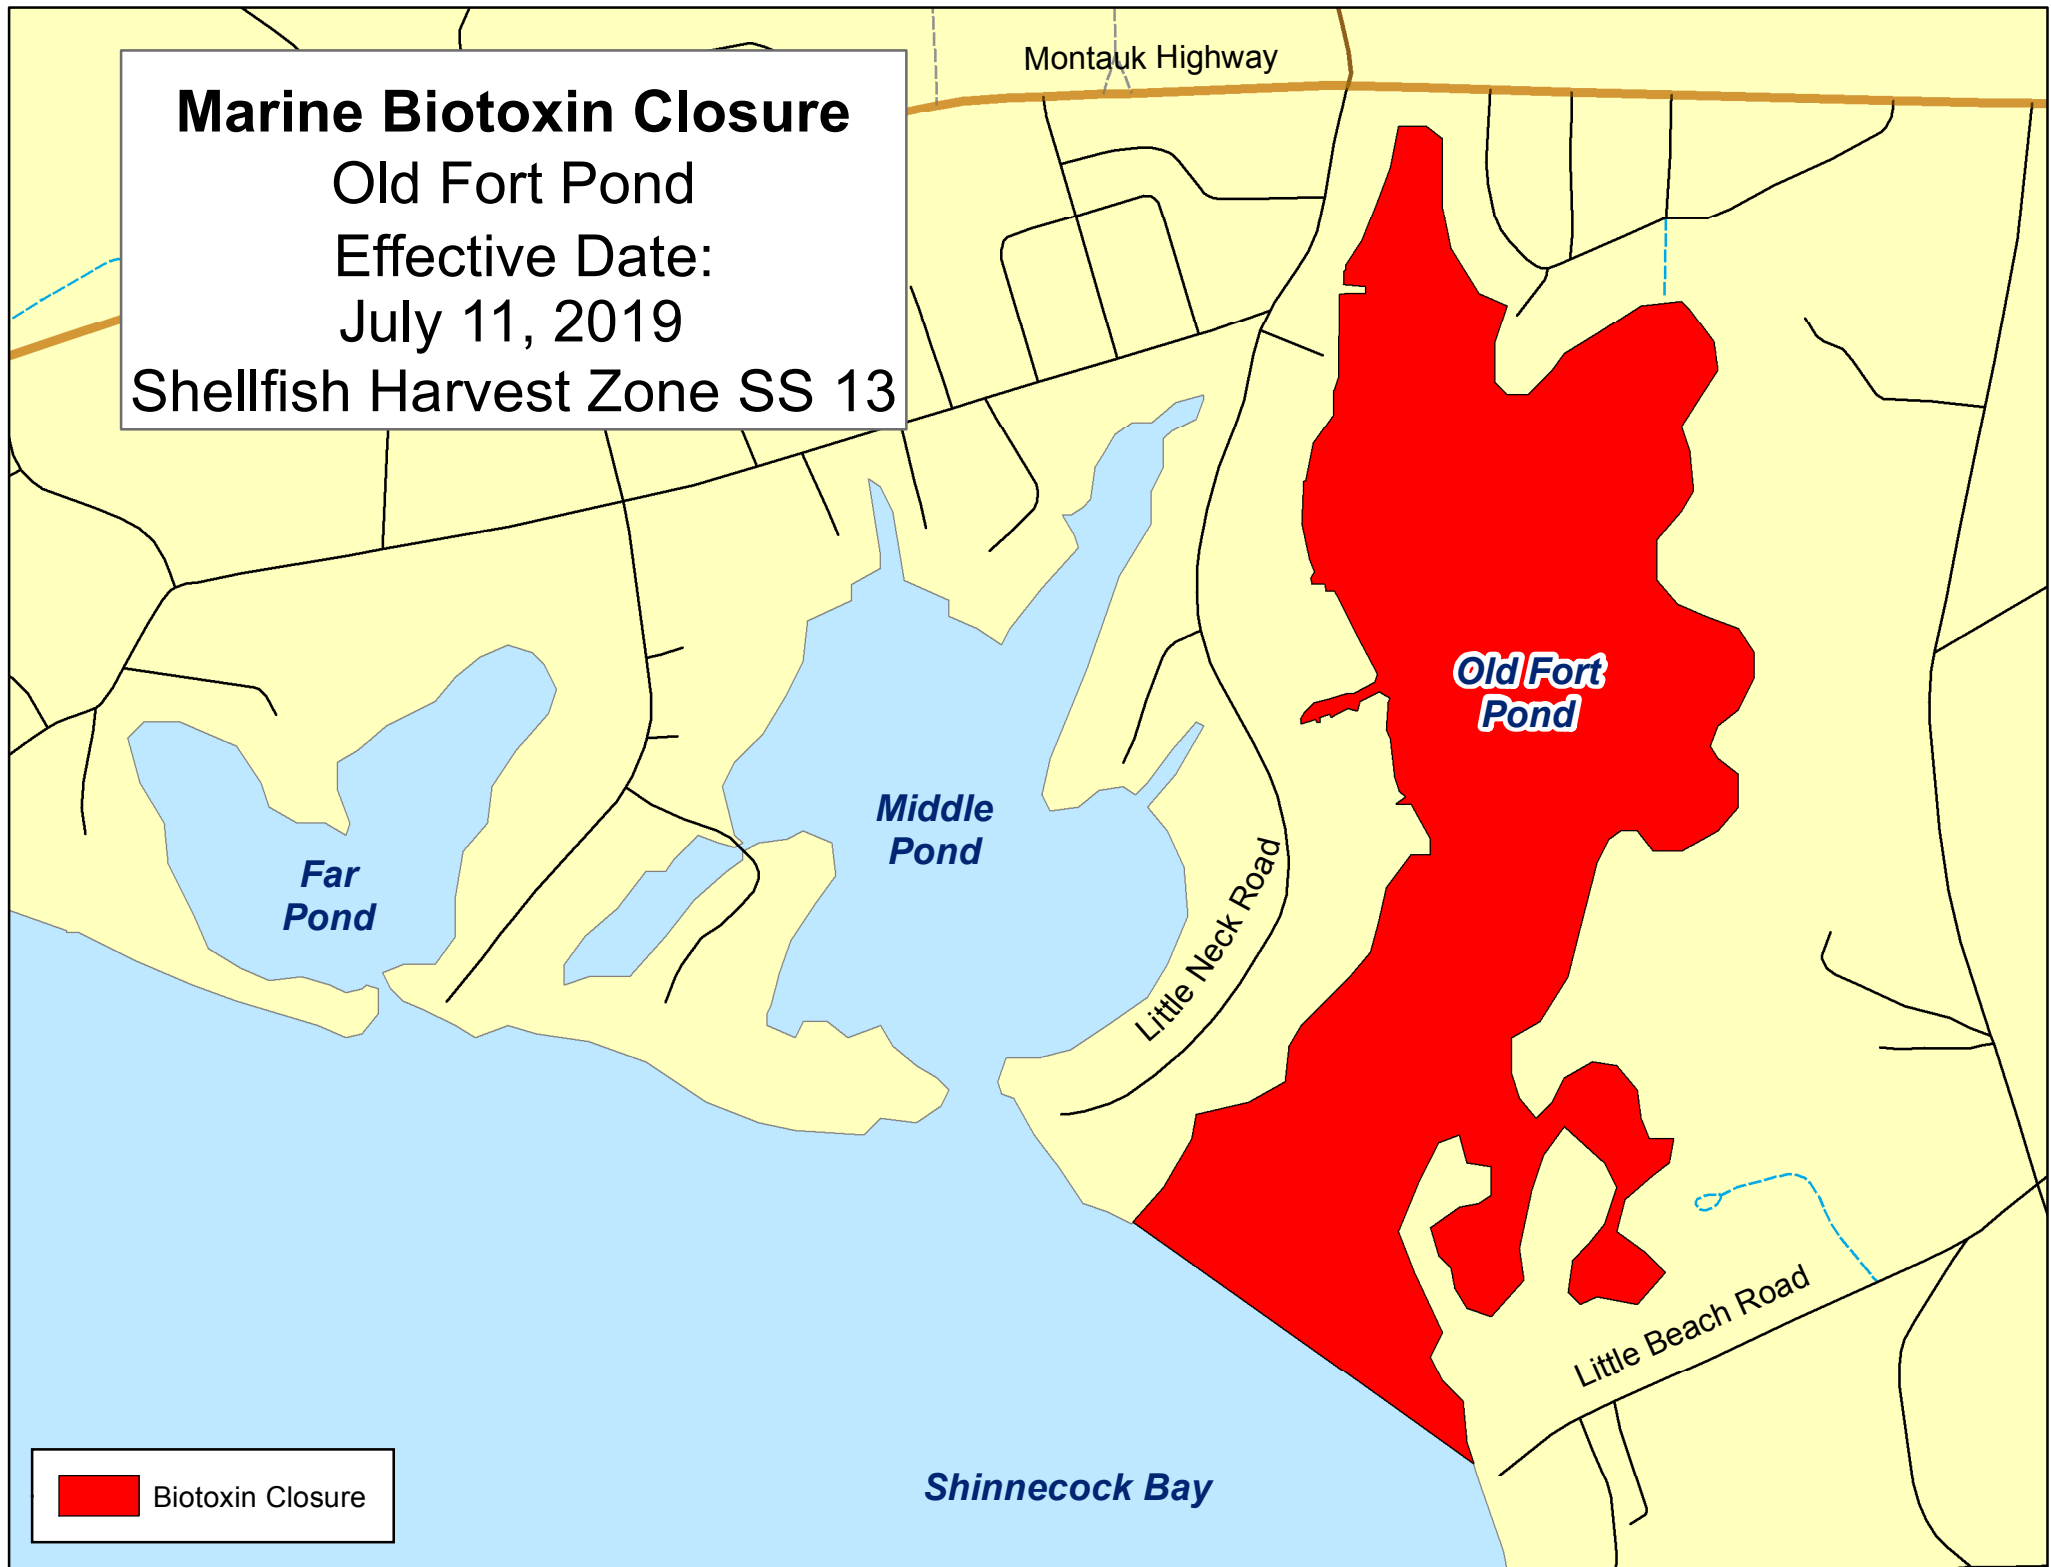 Montauk Highway
Marine Biotoxin Closure
Old Fort Pond
Effective Date:
July 11, 2019
Shellfish Harvest Zone SS 13
Old Fort
Pond
Middle
Pond
Far
Pond
Little Neck Road
Little Beach Road
Shinnecock Bay
Biotoxin Closure